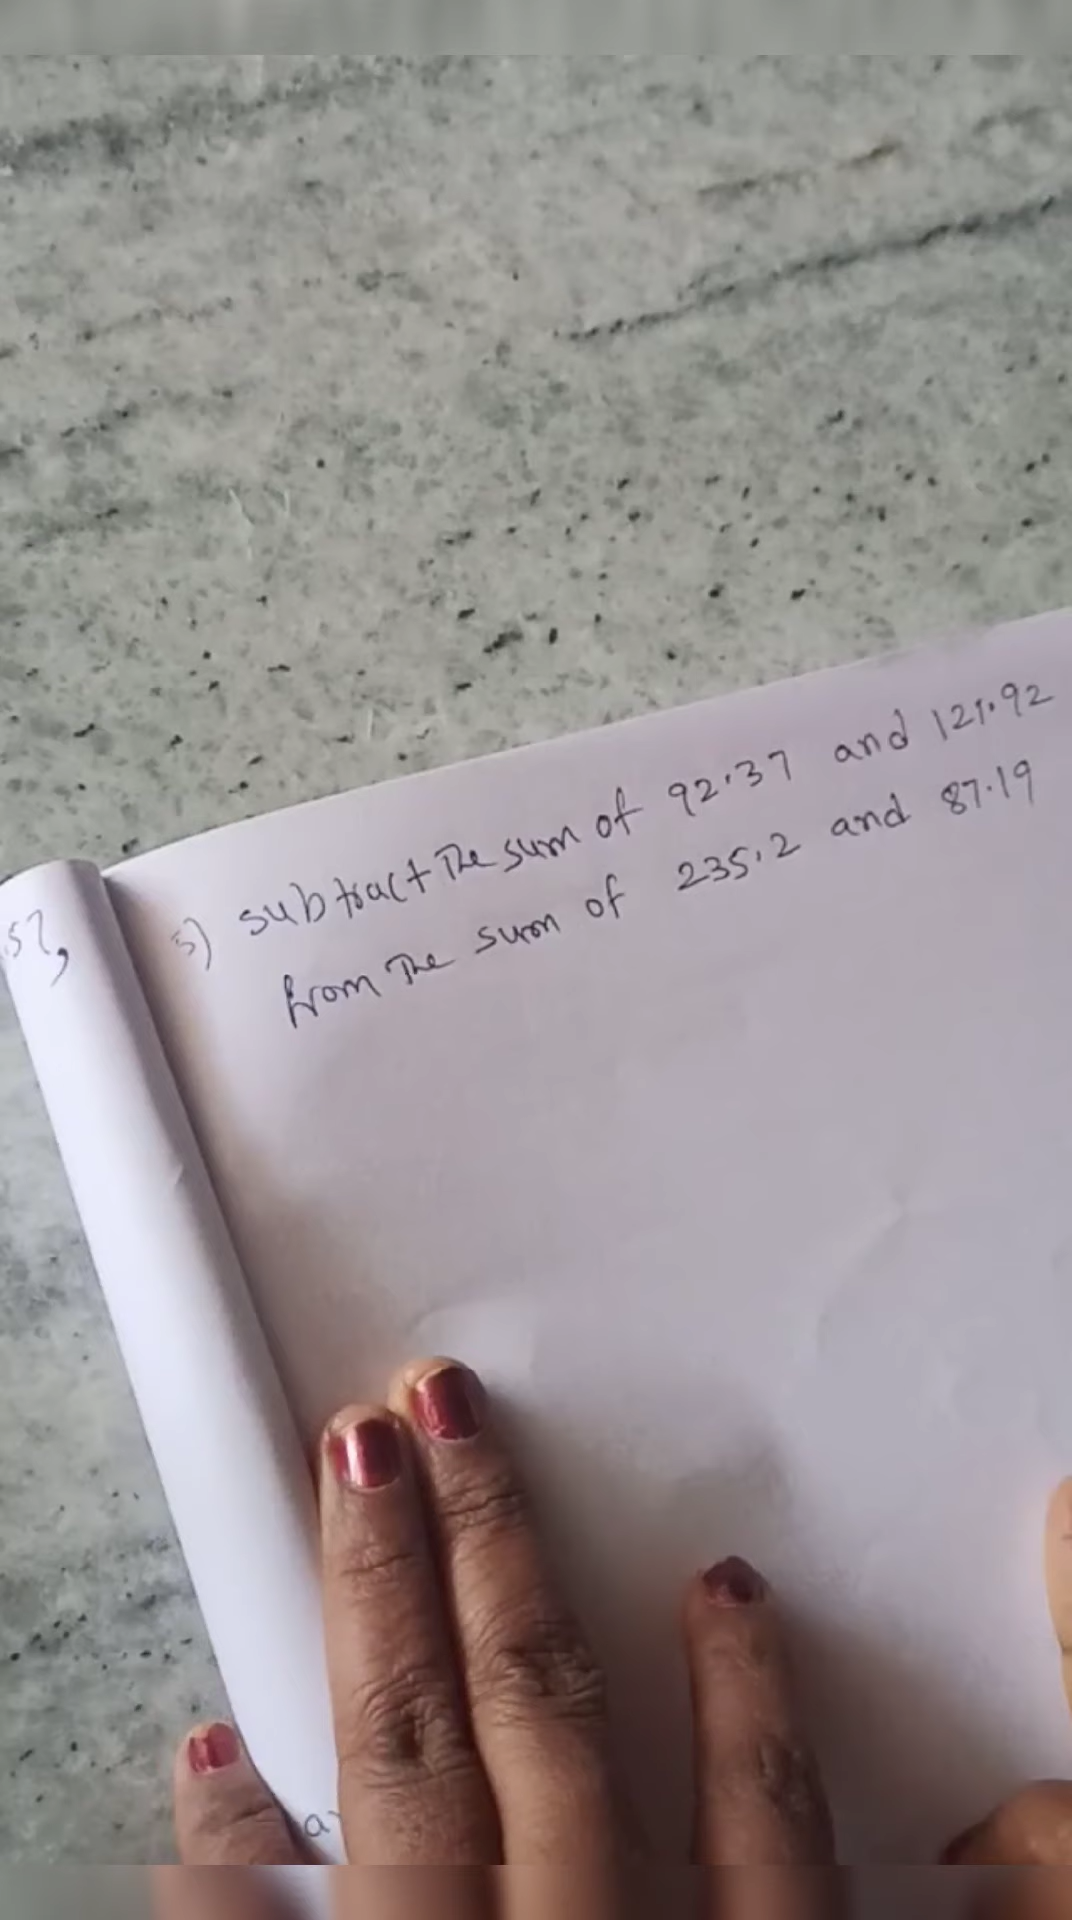 .57,
5) subtract The sum of 92.37 and 121.92
from The sum of 235.2 and 87.19